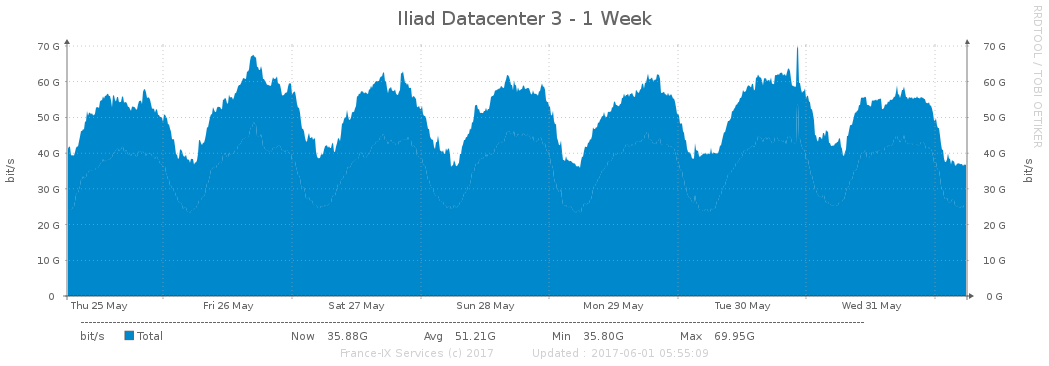 Iliad Datacenter 3 - 1 Week
RRDTOOL / TOBI OETIKER
70 G 70 G
60 G 60 G
50 G 50 G
40 G 40 G
30 G 30 G
20 G 20 G
10 G 10 G
0 0 G
bit/s bit/s
Thu 25 May Fri 26 May Sat 27 May Sun 28 May Mon 29 May Tue 30 May Wed 31 May
bit/s Total Now 35.88G Avg 51.21G Min 35.80G Max 69.95G
France-IX Services (c) 2017 Updated : 2017-06-01 05:55:09